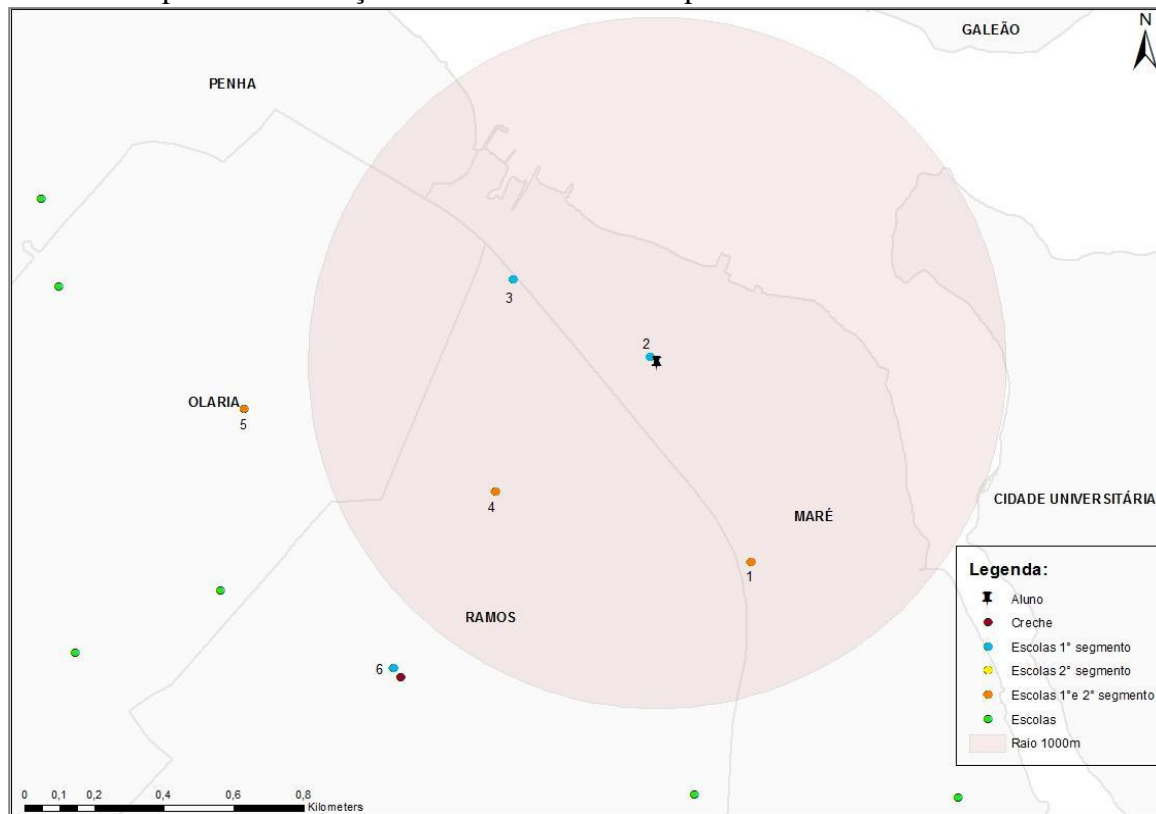 GALEÃO
N
PENHA
3
2
OLARIA
5
CIDADE UNIVERSITÁRIA
4
MARÉ
1
RAMOS
6
Legenda:
Aluno
Creche
Escolas 1° segmento
Escolas 2° segmento
Escolas 1°e 2° segmento
Escolas
Raio 1000m
0 0,1 0,2 0,4 0,6 0,8
Kilometers